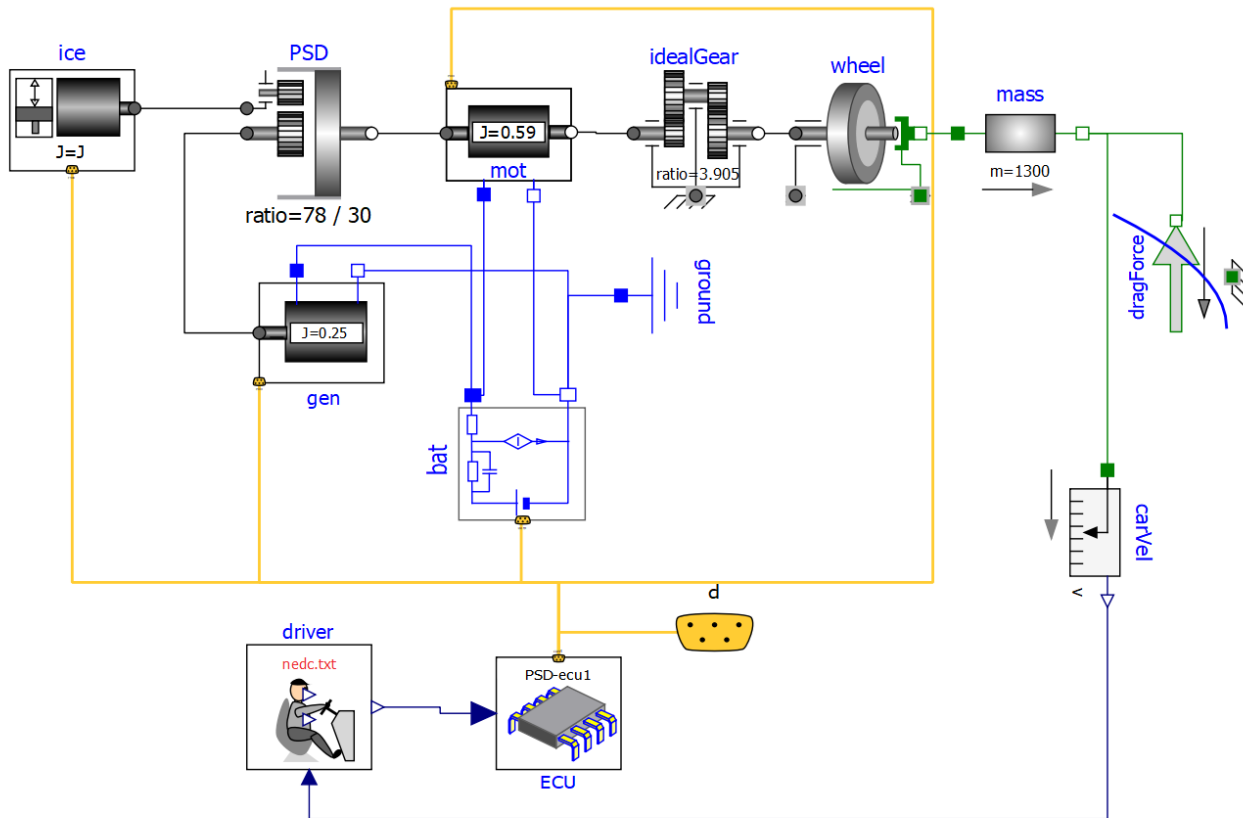 ice
PSD
idealGear
wheel
mass
J=J
J=0.59
mot
ratio=3.905
m=1300
ratio=78 / 30
dragForce
ground
J=0.25
gen
bat
I
carVel
v
d
driver
nedc.txt
PSD-ecu1
ECU